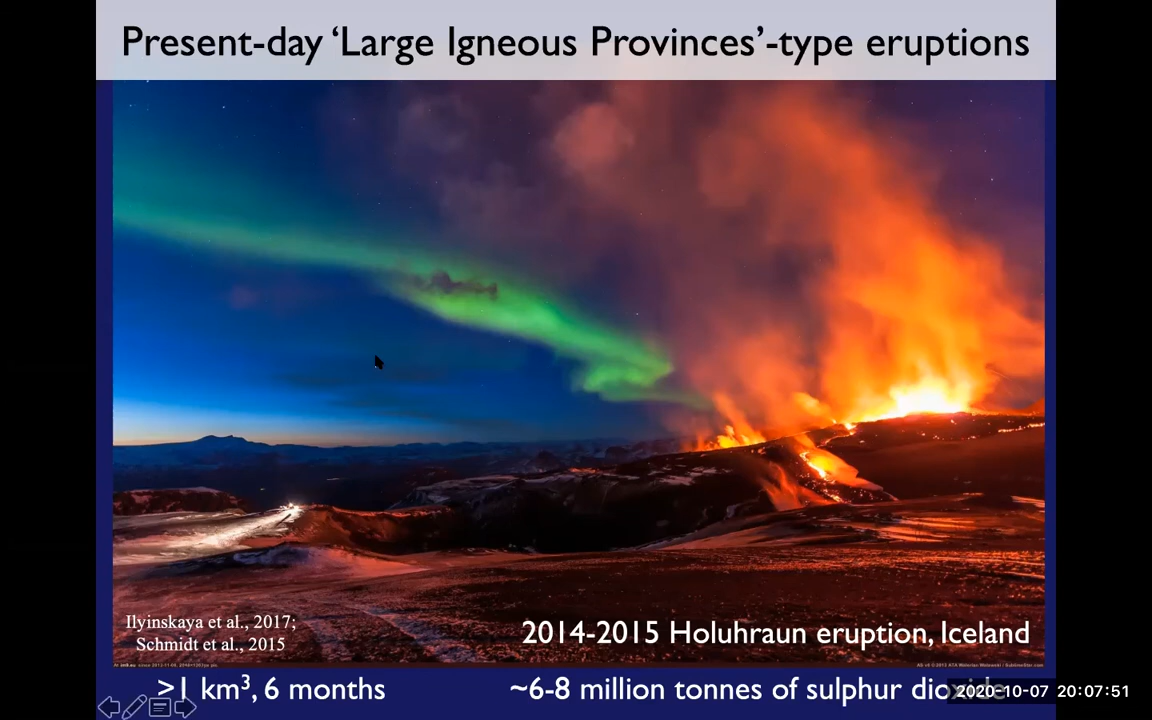 Present-day ‘Large Igneous Provinces’-type eruptions
Ilyinskaya et al., 2017;
Schmidt et al., 2015
2014-2015 Holuhraun eruption, Iceland
>1 km³, 6 months
~6-8 million tonnes of sulphur dioxide
2020-10-07 20:07:51